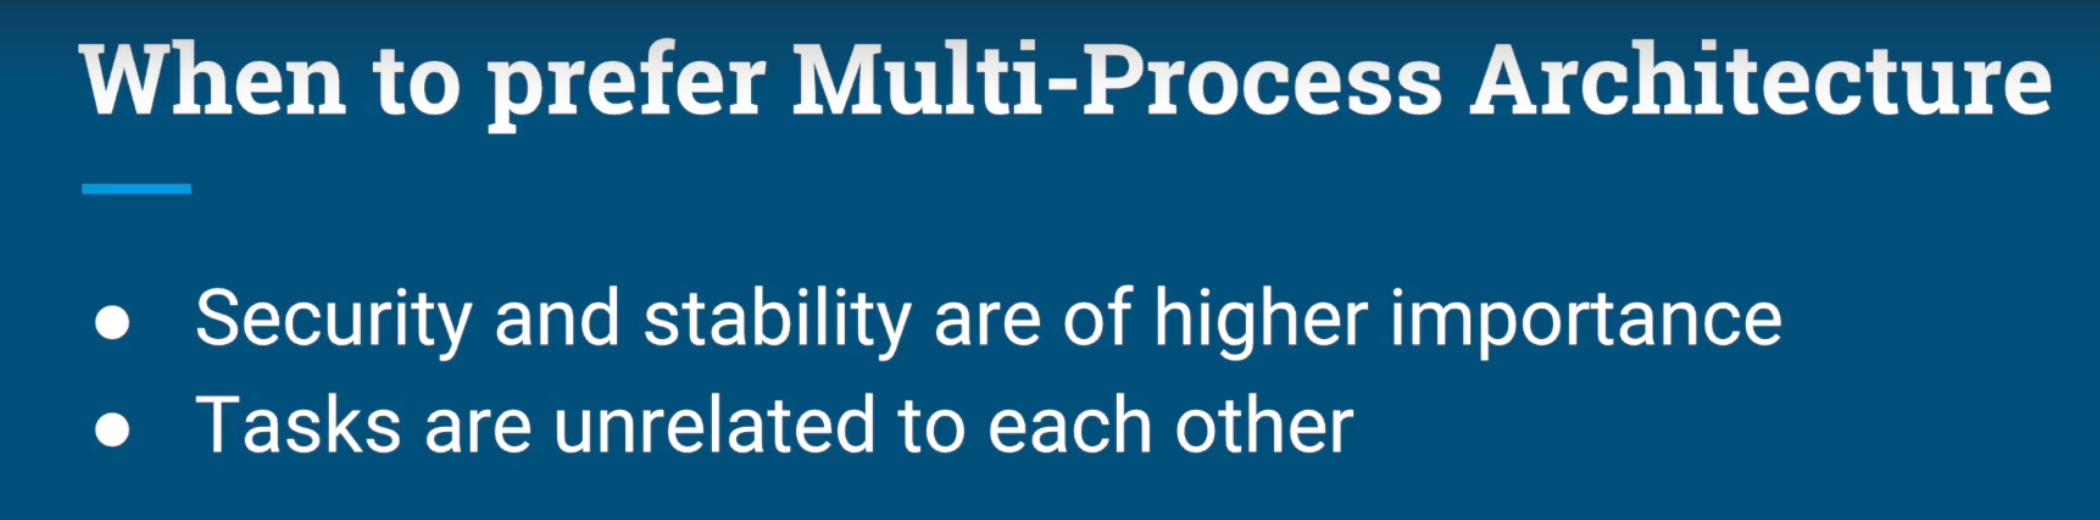 When to prefer Multi-Process Architecture
● Security and stability are of higher importance
● Tasks are unrelated to each other